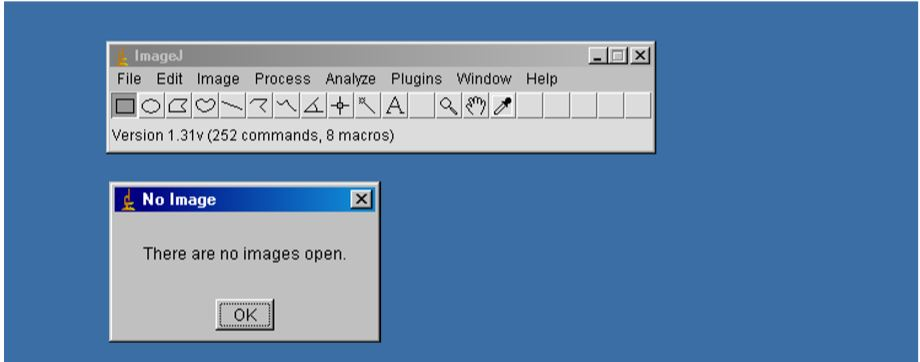 ImageJ
File Edit Image Process Analyze Plugins Window Help
A
Version 1.31v (252 commands, 8 macros)
No Image
There are no images open.
OK